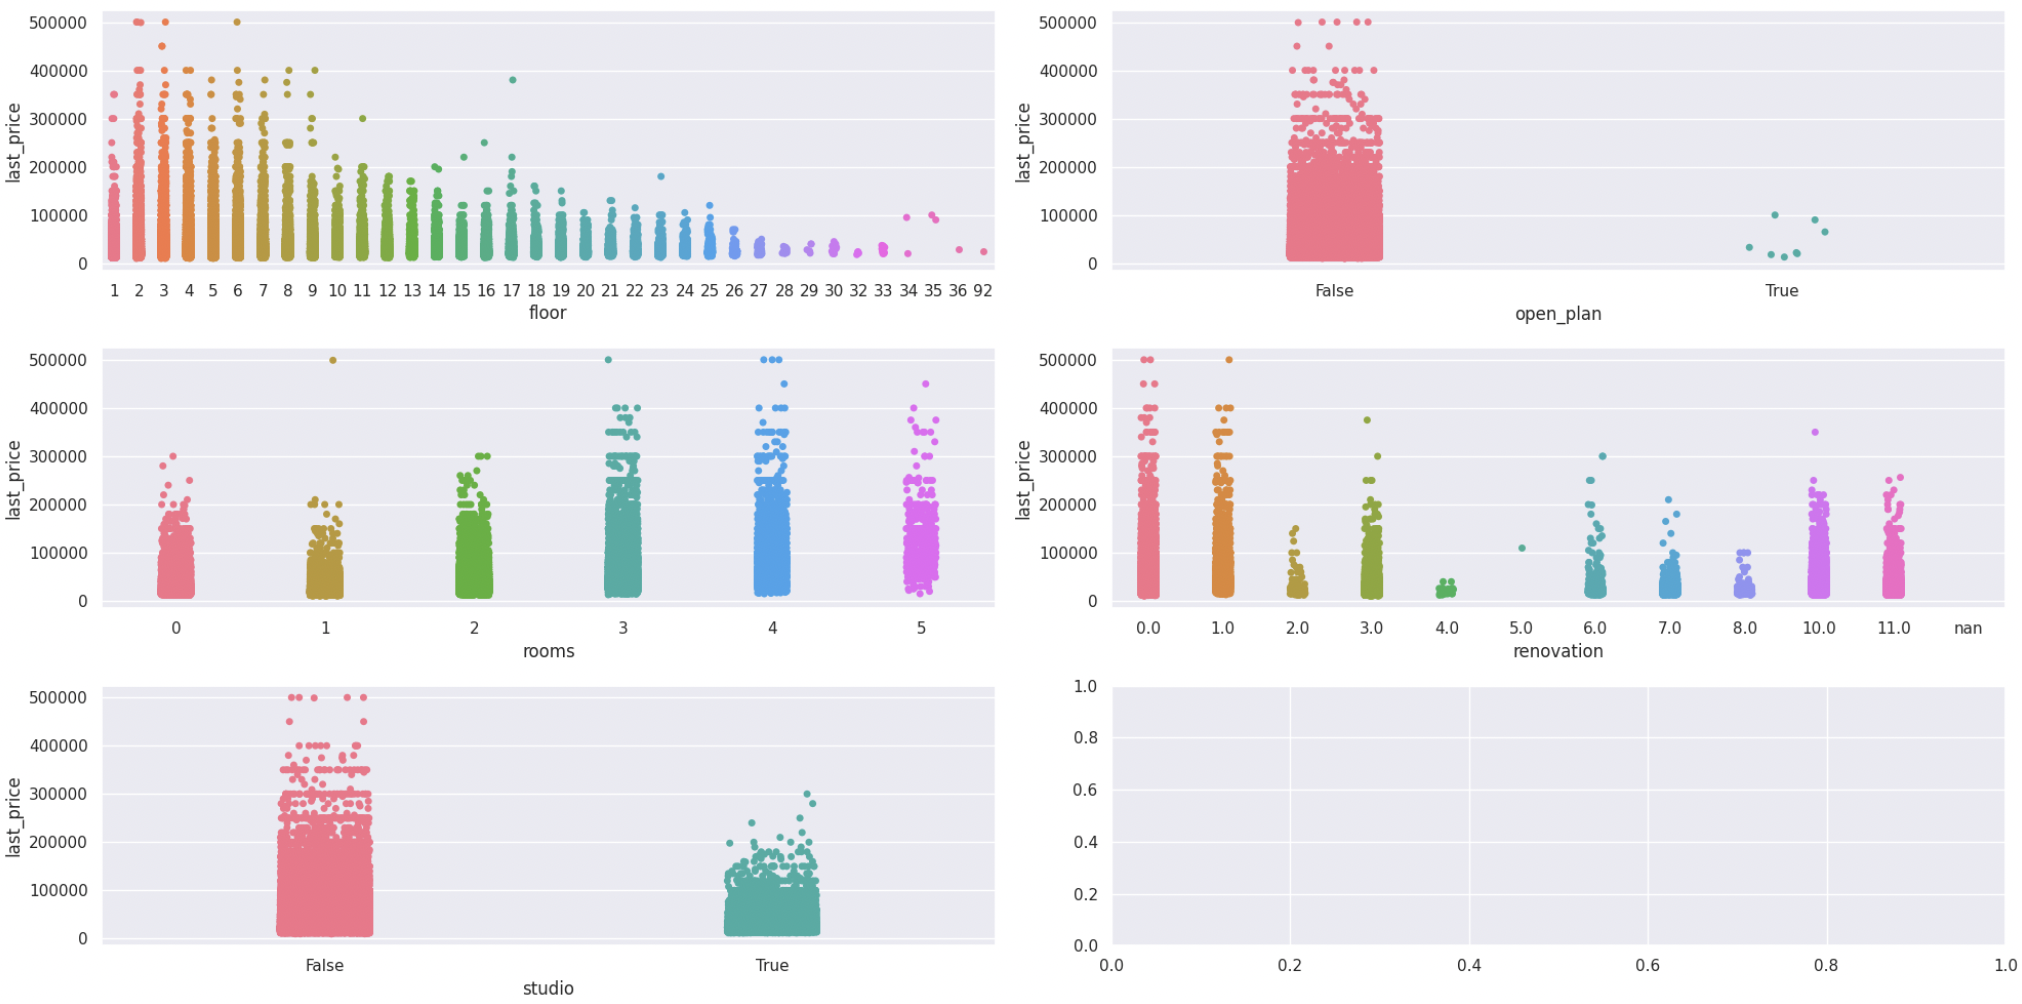 500000
400000
300000
200000
100000
0
last_price
1 2 3 4 5 6 7 8 9 10 11 12 13 14 15 16 17 18 19 20 21 22 23 24 25 26 27 28 29 30 32 33 34 35 36 92
floor
500000
400000
300000
200000
100000
0
last_price
False True
open_plan
500000
400000
300000
200000
100000
0
last_price
0 1 2 3 4 5
rooms
500000
400000
300000
200000
100000
0
last_price
0.0 1.0 2.0 3.0 4.0 5.0 6.0 7.0 8.0 10.0 11.0 nan
renovation
500000
400000
300000
200000
100000
0
last_price
False True
studio
1.0
0.8
0.6
0.4
0.2
0.0
0.0 0.2 0.4 0.6 0.8 1.0